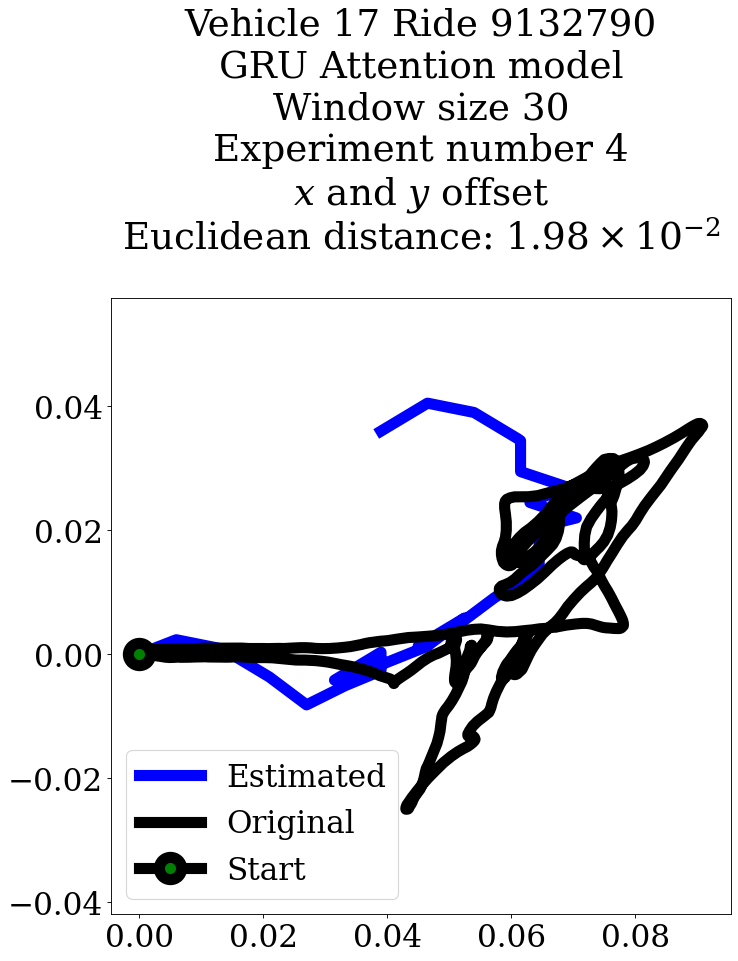 Vehicle 17 Ride 9132790
GRU Attention model
Window size 30
Experiment number 4
x and y offset
Euclidean distance: 1.98 × 10⁻²
0.04
0.02
0.00
−0.02
−0.04
Estimated
Original
Start
0.00 0.02 0.04 0.06 0.08